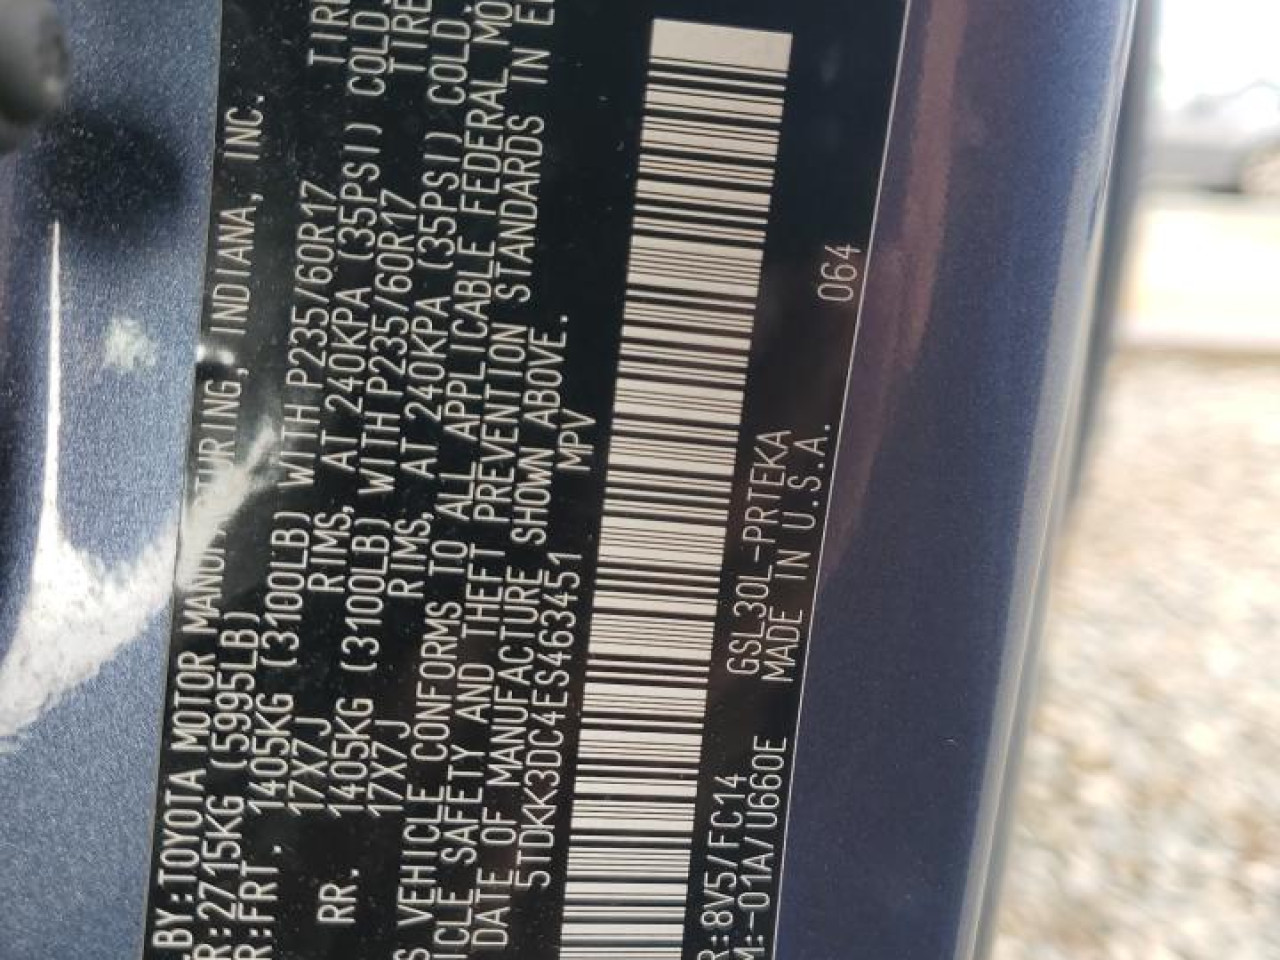 .BY:TOYOTA MOTOR MANUFACTURING, INDIANA, INC.
R:2715KG (5995LB)
R:FRT. 1405KG (3100LB) WITH P235/60R17 TIRE
17X7J RIMS, AT 240KPA (35PSI) COLD.
RR. 1405KG (3100LB) WITH P235/60R17 TIRE
17X7J RIMS, AT 240KPA (35PSI) COLD.
S VEHICLE CONFORMS TO ALL APPLICABLE FEDERAL MO
ICLE SAFETY AND THEFT PREVENTION STANDARDS IN E
DATE OF MANUFACTURE SHOWN ABOVE.
5TDKK3DC4ES463451 MPV
R:8V5/FC14 GSL30L-PRTEKA
M:-01A/U660E MADE IN U.S.A. 064